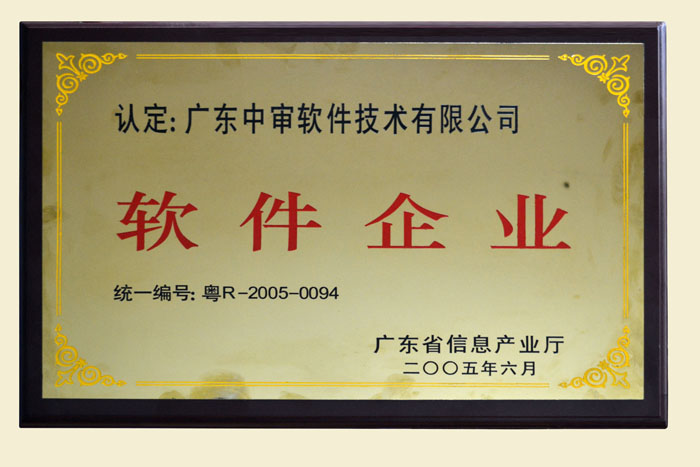 认定：广东中审软件技术有限公司
软件企业
统一编号：粤R-2005-0094
广东省信息产业厅
二〇〇五年六月